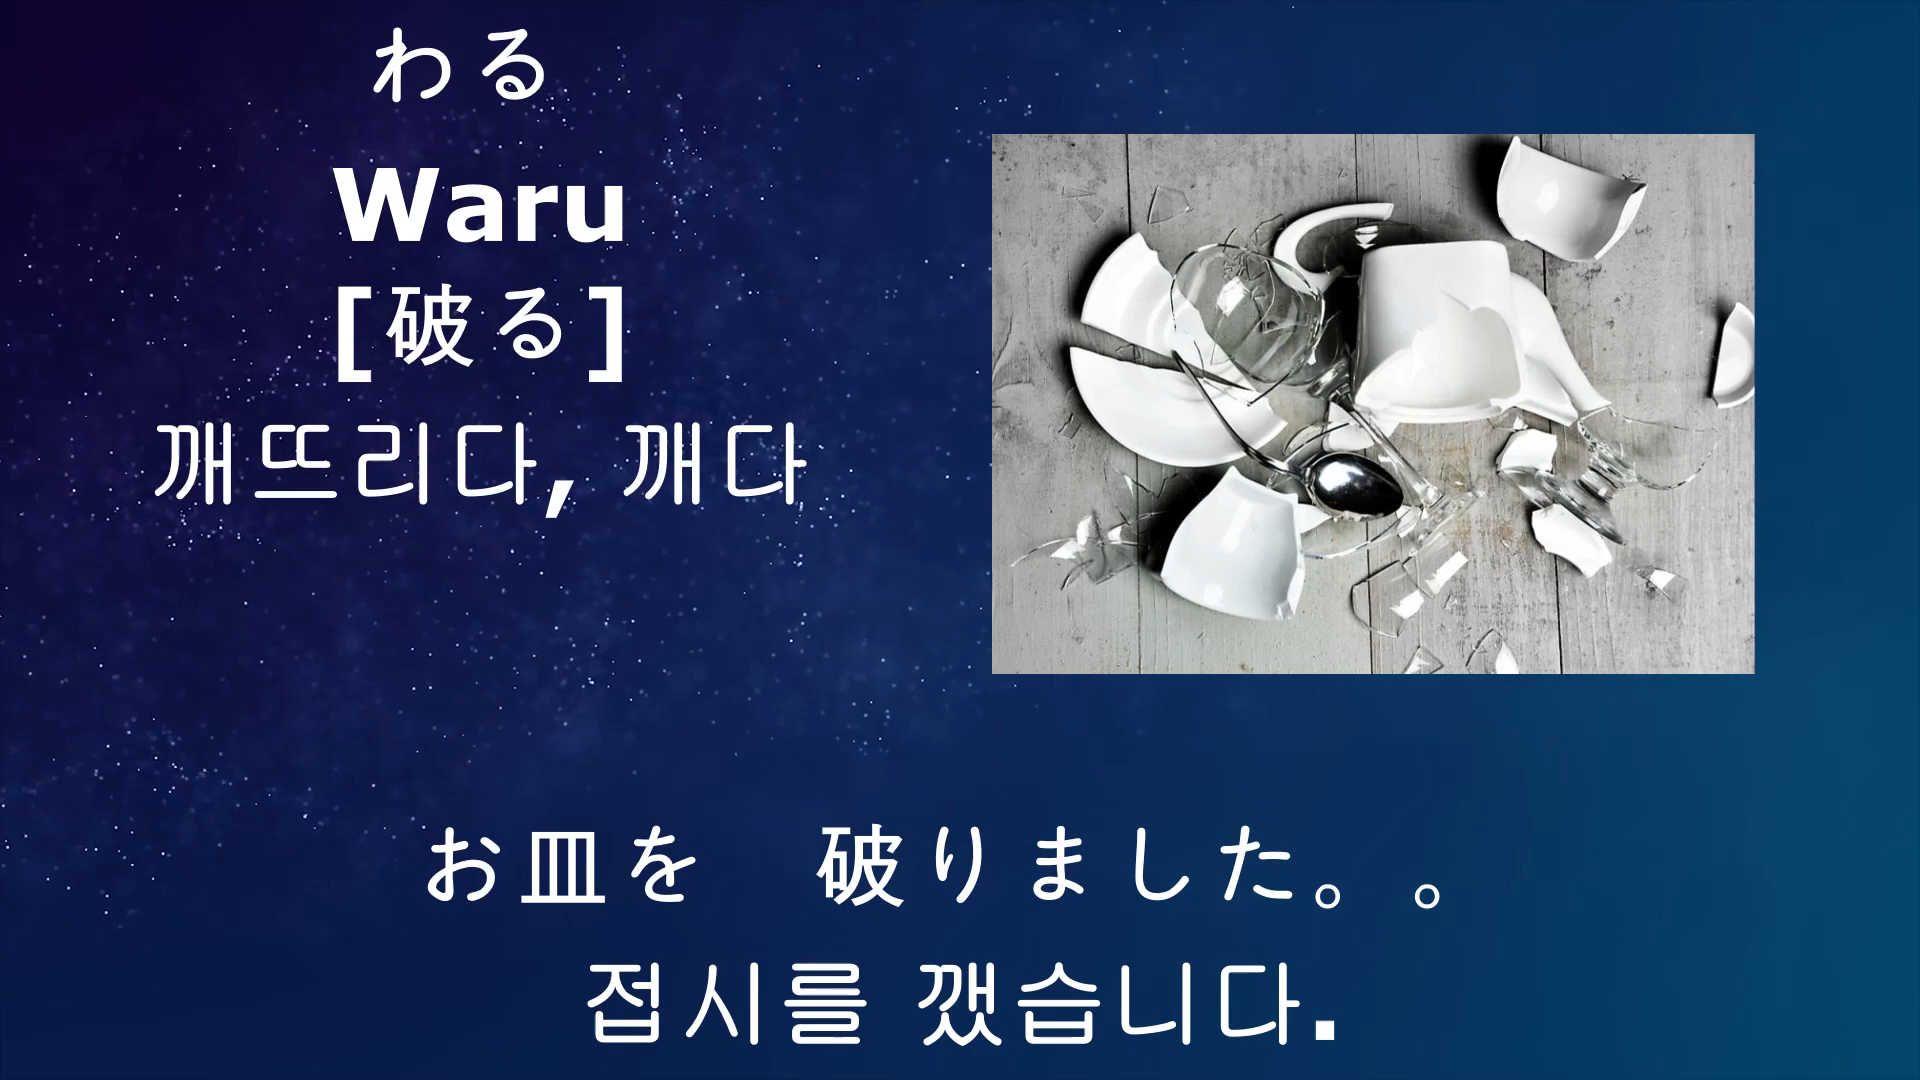 わる
Waru
[破る]
깨뜨리다, 깨다
お皿を　破りました。。
접시를 깼습니다.